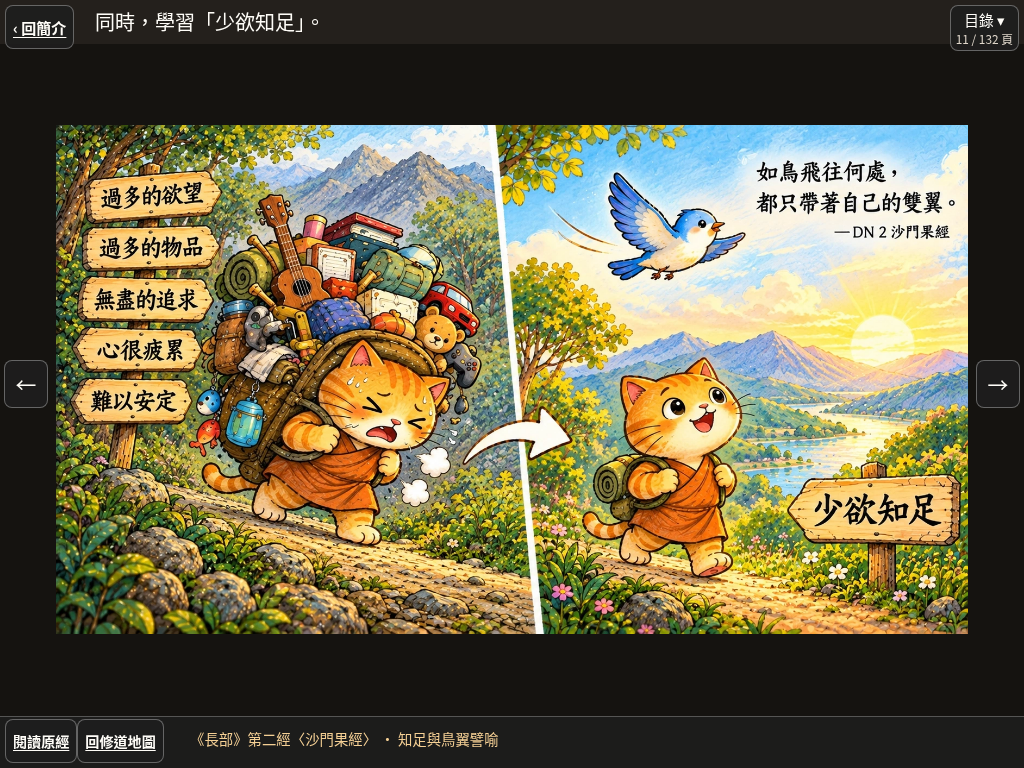 ‹ 回簡介
同時，學習「少欲知足」。
目錄 ▾
11 / 132 頁
過多的欲望
過多的物品
無盡的追求
心很疲累
難以安定
如鳥飛往何處，
都只帶著自己的雙翼。
—DN 2 沙門果經
少欲知足
←
→
閱讀原經
回修道地圖
《長部》第二經〈沙門果經〉 ・ 知足與鳥翼譬喻